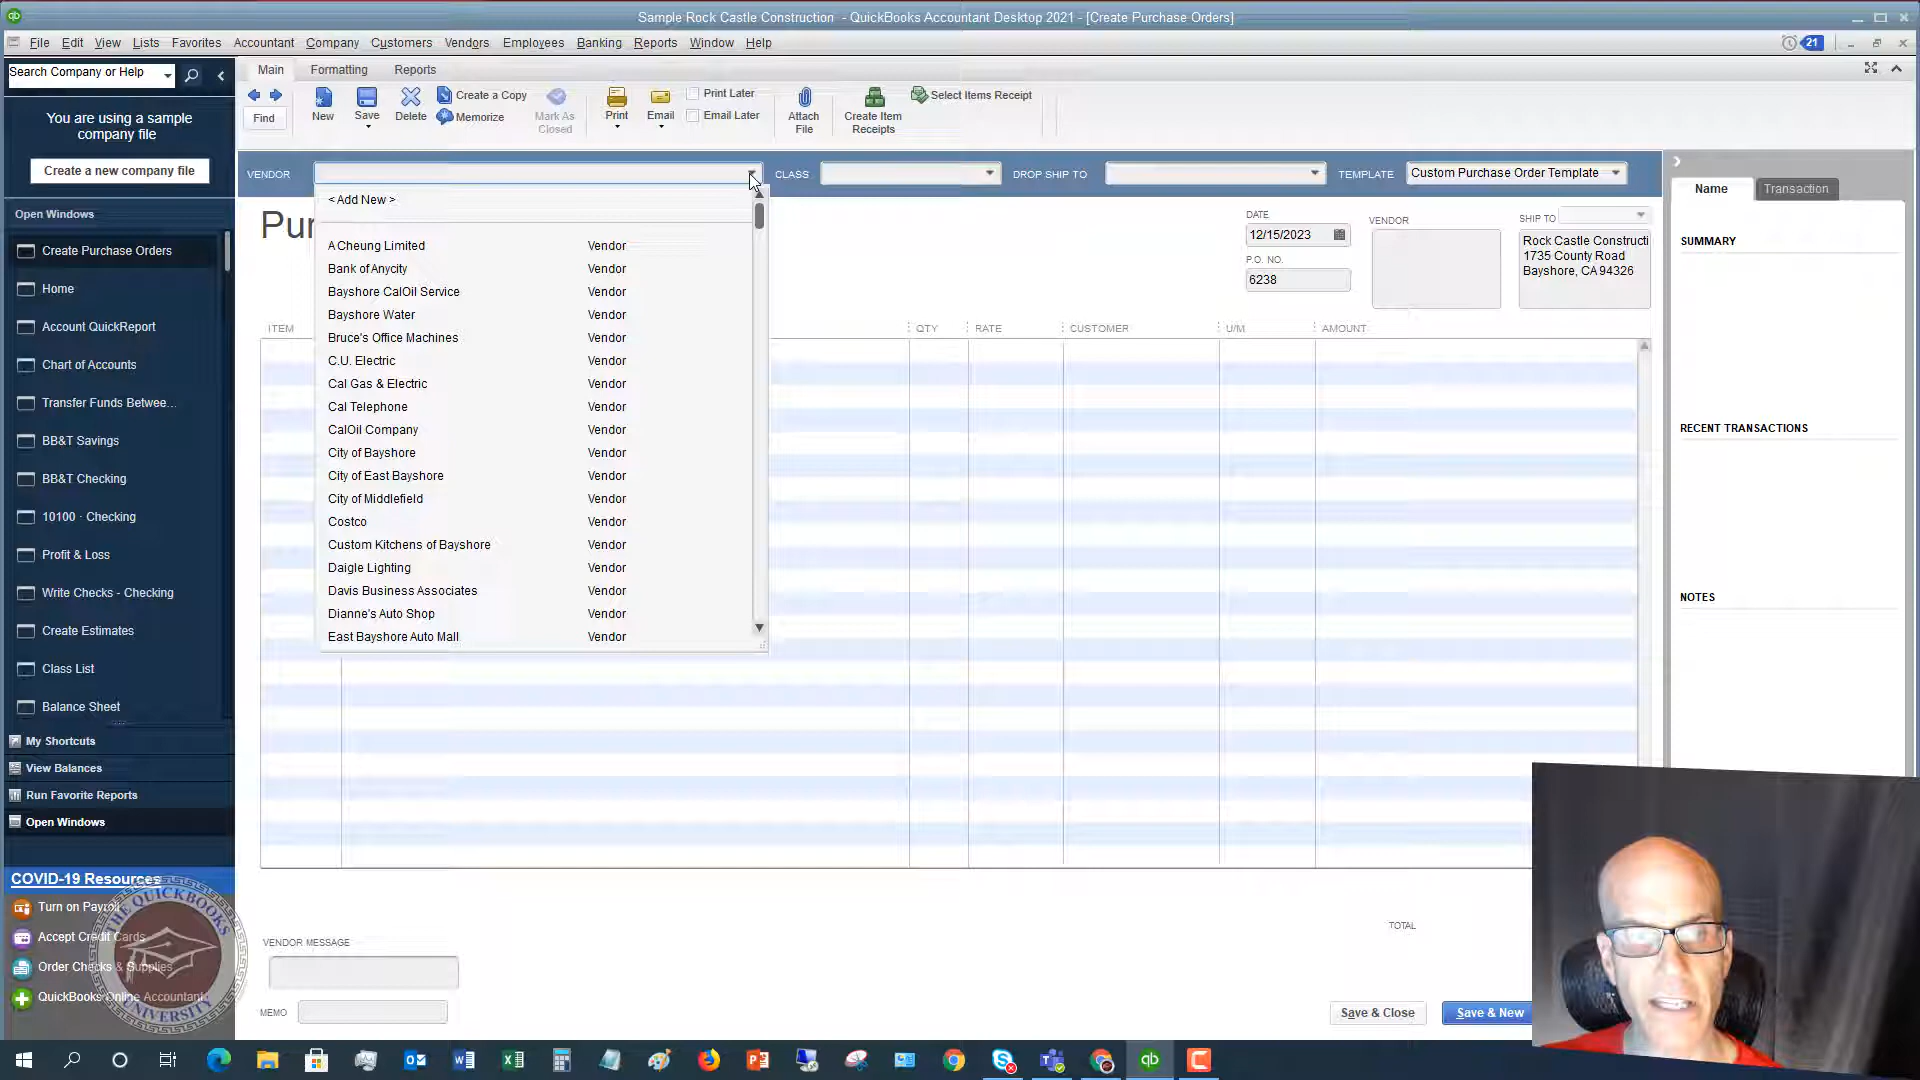 Sample Rock Castle Construction - QuickBooks Accountant Desktop 2021 - [Create Purchase Orders]
File Edit View Lists Favorites Accountant Company Customers Vendors Employees Banking Reports Window Help
21
Search Company or Help
Main Formatting Reports
Find
New
Save
Delete
Create a Copy
Memorize
Mark As
Closed
Print
Email
Print Later
Email Later
Attach
File
Create Item
Receipts
Select Items Receipt
You are using a sample
company file
Create a new company file
Open Windows
Create Purchase Orders
Home
Account QuickReport
Chart of Accounts
Transfer Funds Betwee...
BB&T Savings
BB&T Checking
10100 · Checking
Profit & Loss
Write Checks - Checking
Create Estimates
Class List
Balance Sheet
My Shortcuts
View Balances
Run Favorite Reports
Open Windows
COVID-19 Resources
Turn on Payroll
Accept Credit Cards
Order Checks & Supplies
QuickBooks Online Accountant
THE QUICKBOOKS
UNIVERSITY
VENDOR
CLASS
DROP SHIP TO
TEMPLATE Custom Purchase Order Template
Pur
< Add New >
A Cheung Limited Vendor
Bank of Anycity Vendor
Bayshore CalOil Service Vendor
Bayshore Water Vendor
Bruce's Office Machines Vendor
C.U. Electric Vendor
Cal Gas & Electric Vendor
Cal Telephone Vendor
CalOil Company Vendor
City of Bayshore Vendor
City of East Bayshore Vendor
City of Middlefield Vendor
Costco Vendor
Custom Kitchens of Bayshore Vendor
Daigle Lighting Vendor
Davis Business Associates Vendor
Dianne's Auto Shop Vendor
East Bayshore Auto Mall Vendor
DATE
12/15/2023
P.O. NO.
6238
VENDOR
SHIP TO
Rock Castle Constructi
1735 County Road
Bayshore, CA 94326
ITEM
QTY
RATE
CUSTOMER
U/M
AMOUNT
TOTAL
VENDOR MESSAGE
MEMO
Save & Close
Save & New
Name
Transaction
SUMMARY
RECENT TRANSACTIONS
NOTES